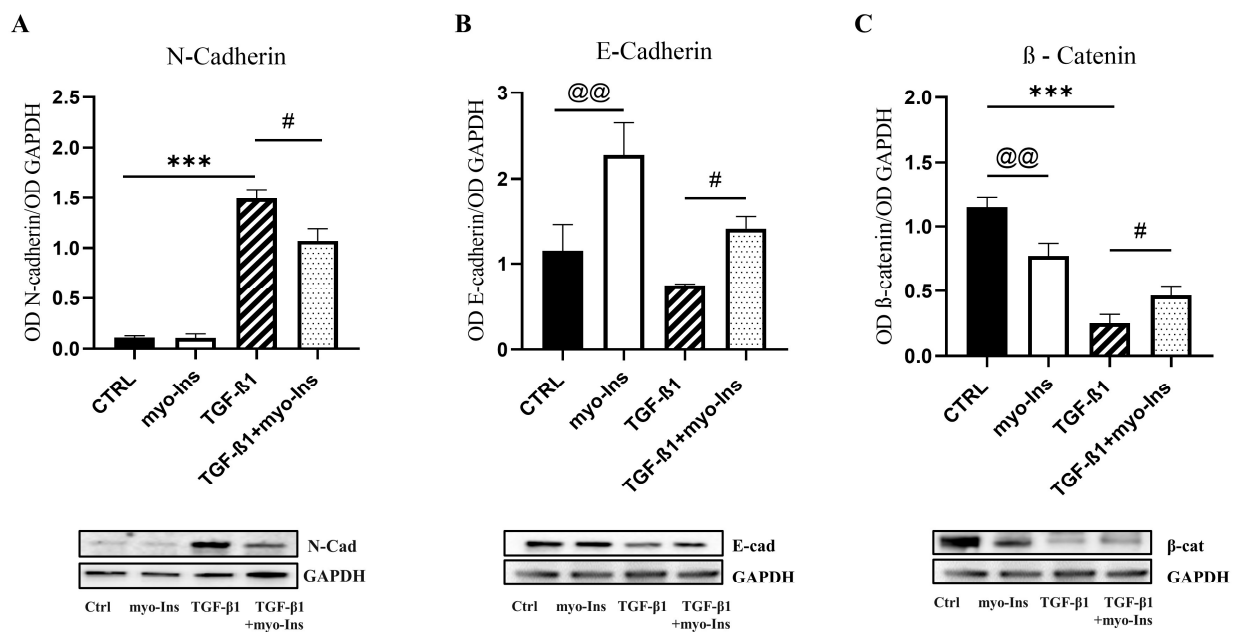 A
N-Cadherin
OD N-cadherin/OD GAPDH
2.5
2.0
1.5
1.0
0.5
0.0
***
#
CTRL
myo-Ins
TGF-ß1
TGF-ß1+myo-Ins
N-Cad
GAPDH
Ctrl myo-Ins TGF-β1 TGF-β1
+myo-Ins
B
E-Cadherin
OD E-cadherin/OD GAPDH
3
2
1
0
@@
#
CTRL
myo-Ins
TGF-ß1
TGF-ß1+myo-Ins
E-cad
GAPDH
Ctrl myo-Ins TGF-β1 TGF-β1
+myo-Ins
C
ß - Catenin
OD ß-catenin/OD GAPDH
2.0
1.5
1.0
0.5
0.0
***
@@
#
CTRL
myo-Ins
TGF-ß1
TGF-ß1+myo-Ins
β-cat
GAPDH
Ctrl myo-Ins TGF-β1 TGF-β1
+myo-Ins